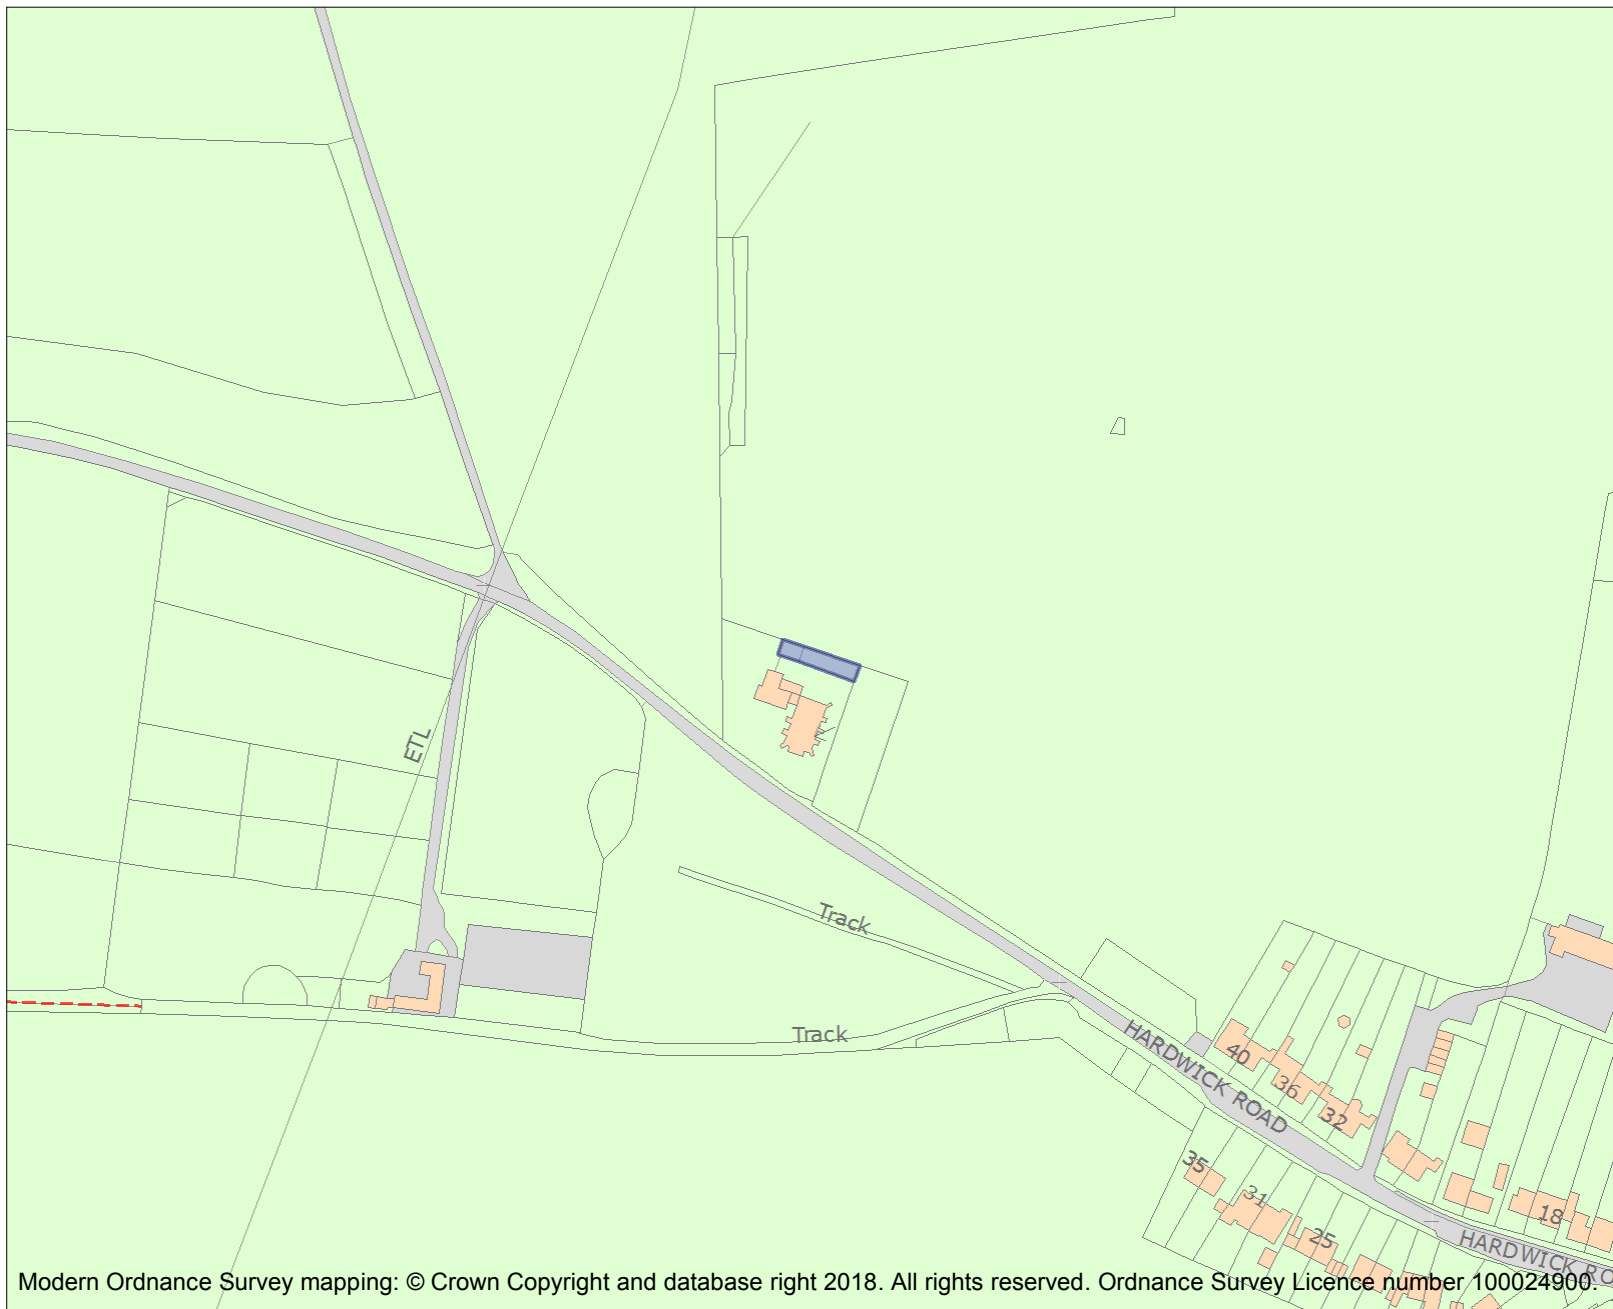 ETL
Track
Track
HARDWICK ROAD
40
36
32
35
31
25
18
HARDWICK RO
Modern Ordnance Survey mapping: © Crown Copyright and database right 2018. All rights reserved. Ordnance Survey Licence number 100024900.